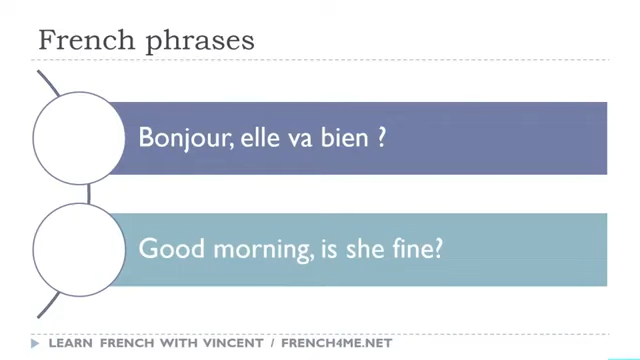 French phrases
Bonjour, elle va bien ?
Good morning, is she fine?
LEARN FRENCH WITH VINCENT / FRENCH4ME.NET